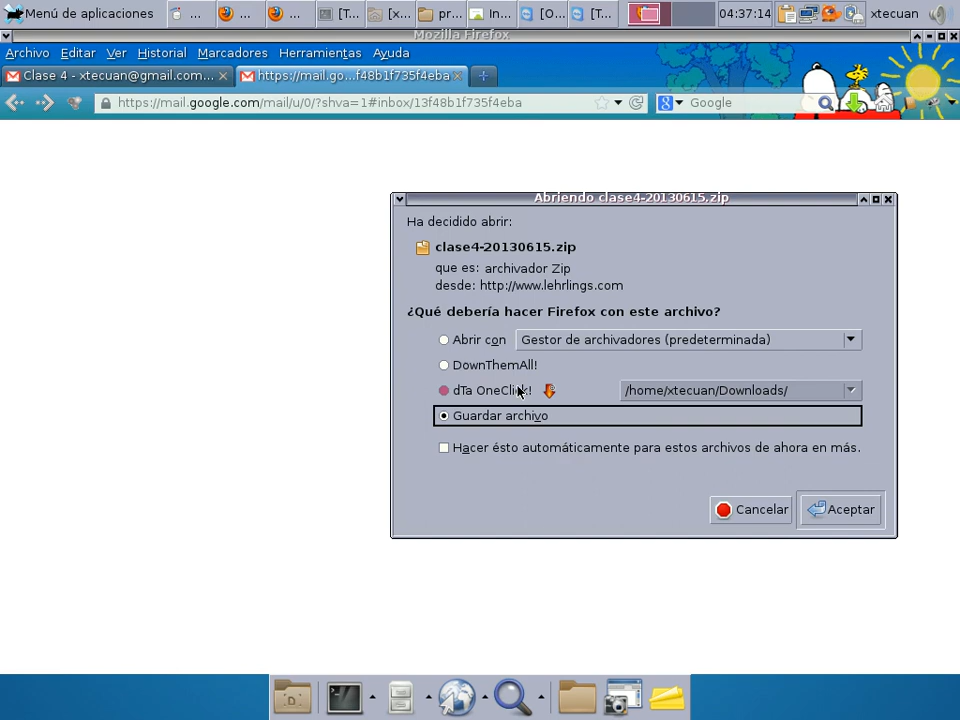 Menú de aplicaciones
...
...
...
[T...
[x...
pr...
In...
[O...
[T...
04:37:14
xtecuan
Mozilla Firefox
Archivo Editar Ver Historial Marcadores Herramientas Ayuda
Clase 4 - xtecuan@gmail.com...
https://mail.go...f48b1f735f4eba
https://mail.google.com/mail/u/0/?shva=1#inbox/13f48b1f735f4eba
Google
Abriendo clase4-20130615.zip
Ha decidido abrir:
clase4-20130615.zip
que es: archivador Zip
desde: http://www.lehrlings.com
¿Qué debería hacer Firefox con este archivo?
Abrir con Gestor de archivadores (predeterminada)
DownThemAll!
dTa OneClick! /home/xtecuan/Downloads/
Guardar archivo
Hacer ésto automáticamente para estos archivos de ahora en más.
Cancelar Aceptar